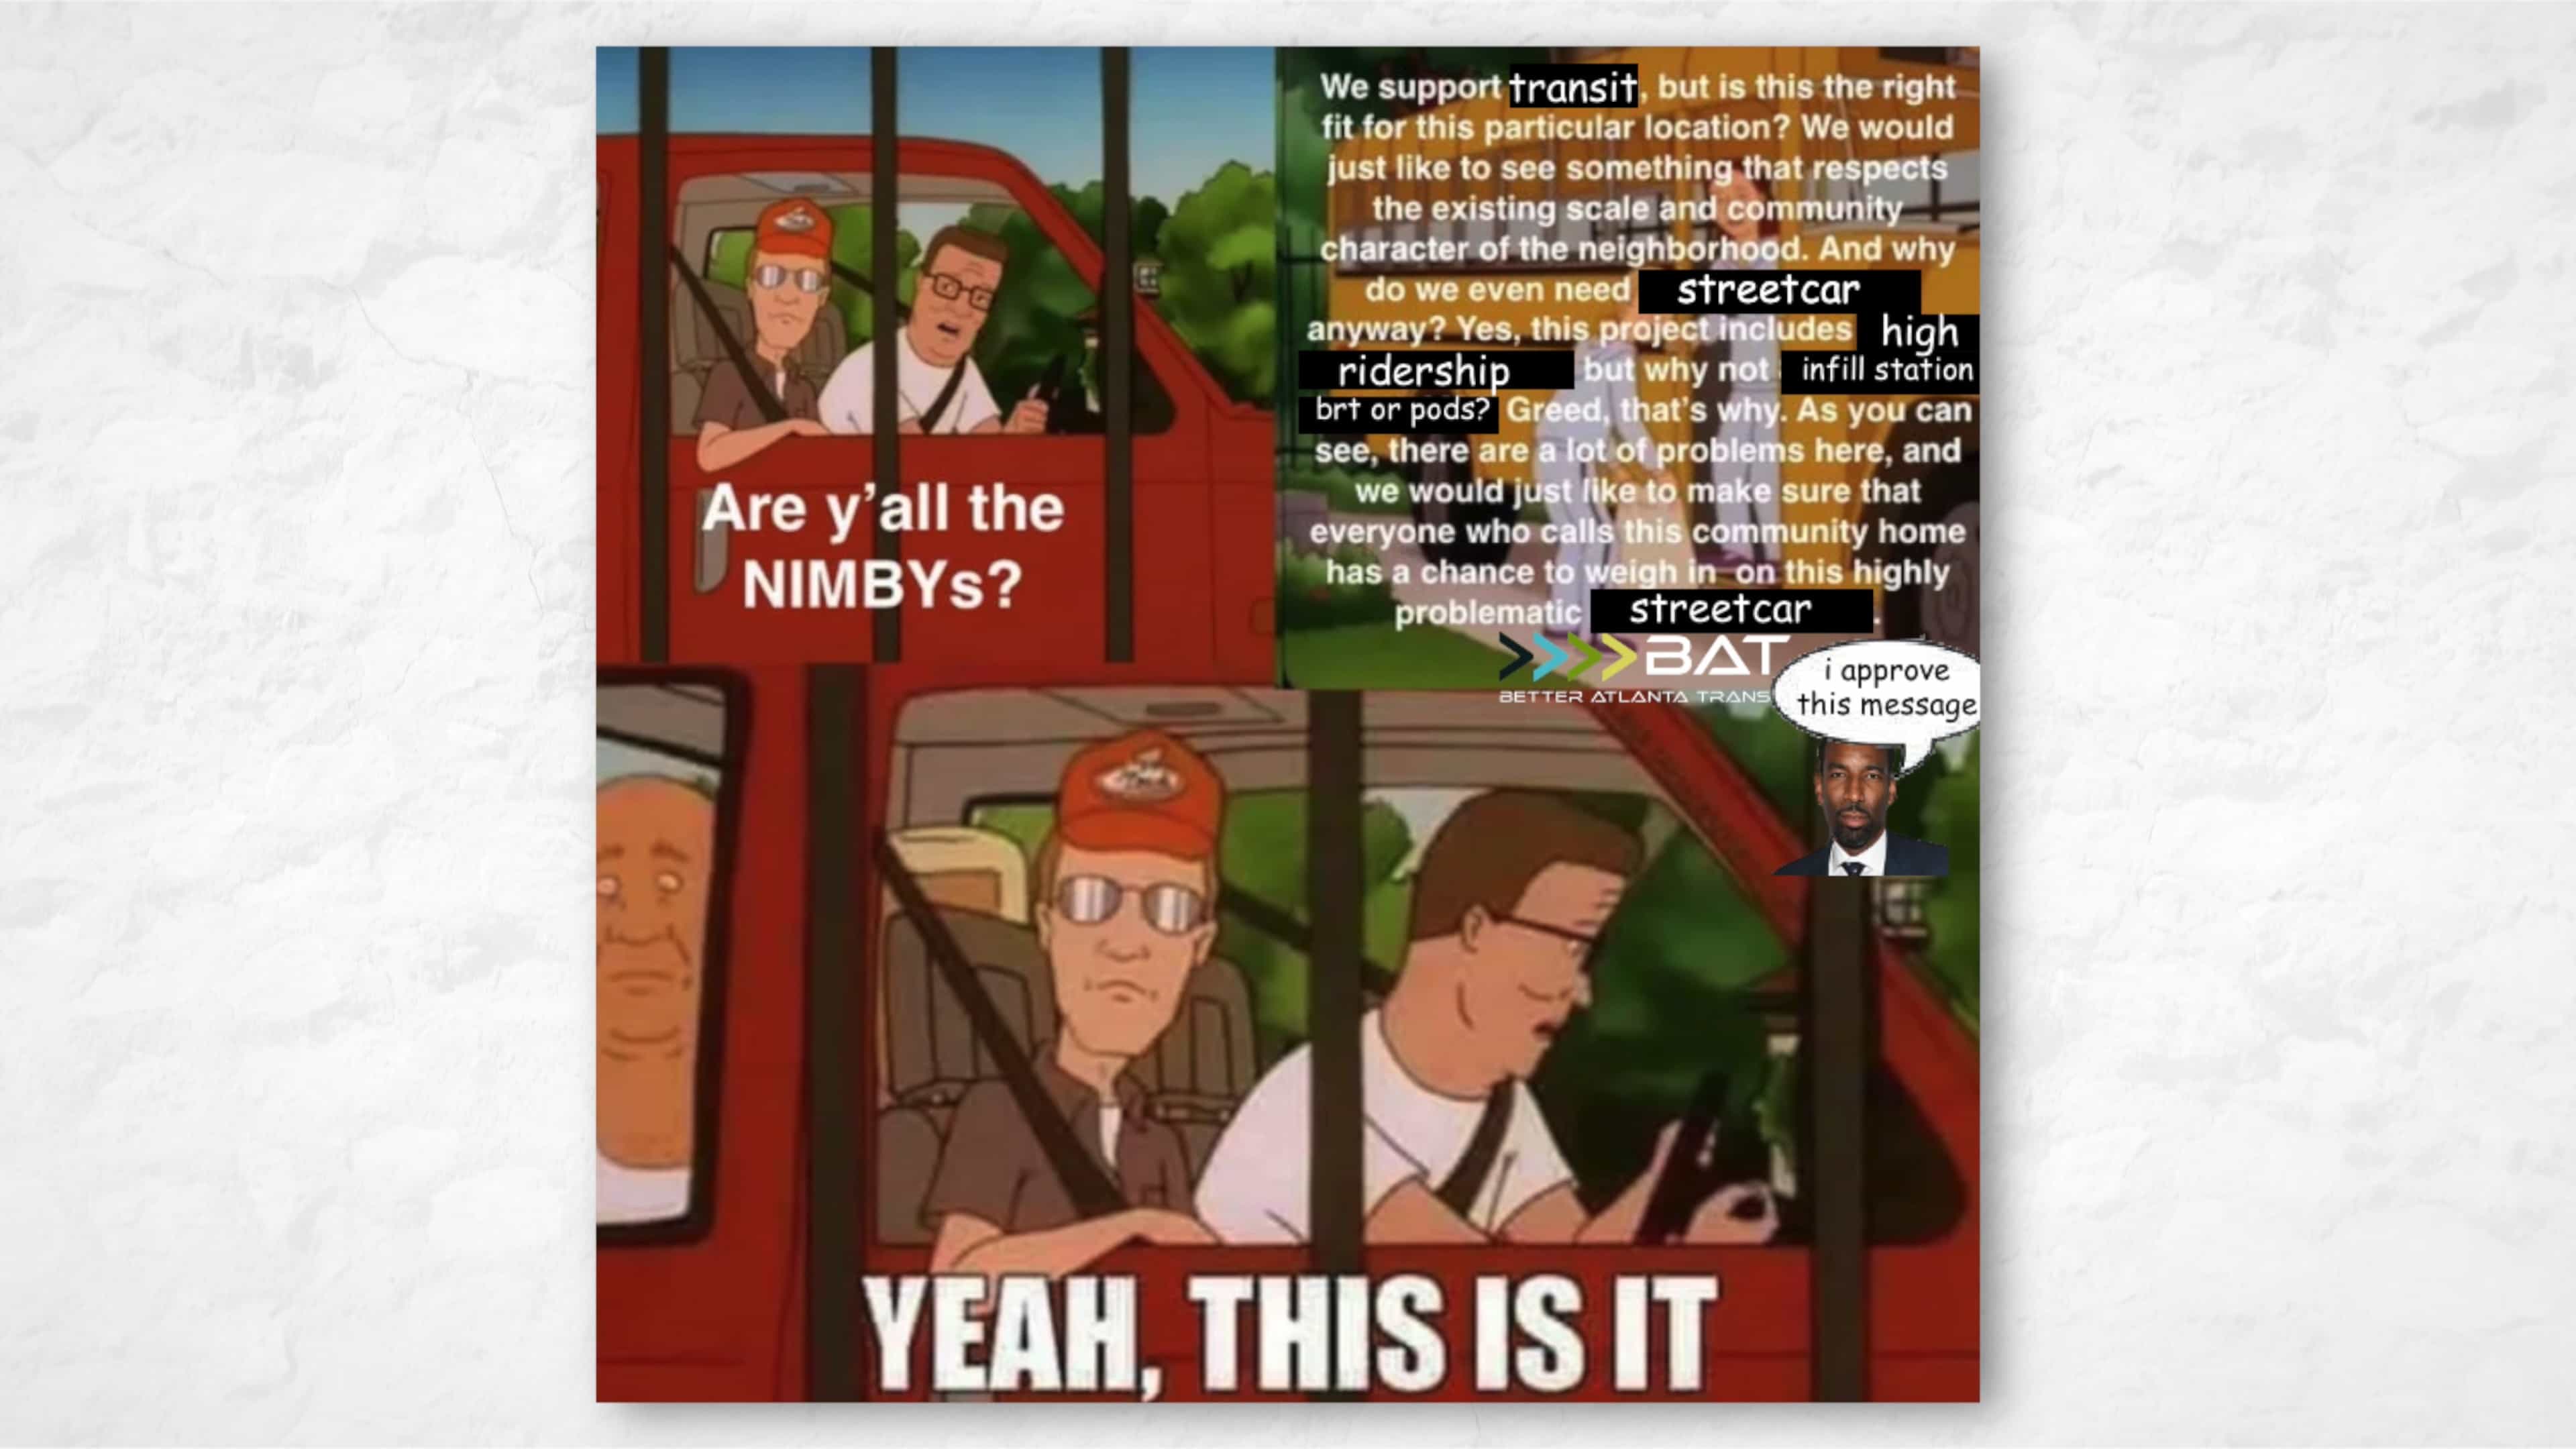 Are y'all the
NIMBYs?
We support transit, but is this the right
fit for this particular location? We would
just like to see something that respects
the existing scale and community
character of the neighborhood. And why
do we even need streetcar
anyway? Yes, this project includes high
ridership but why not infill station
brt or pods? Greed, that's why. As you can
see, there are a lot of problems here, and
we would just like to make sure that
everyone who calls this community home
has a chance to weigh in on this highly
problematic streetcar.
BAT
BETTER ATLANTA TRANS
i approve
this message
YEAH, THIS IS IT